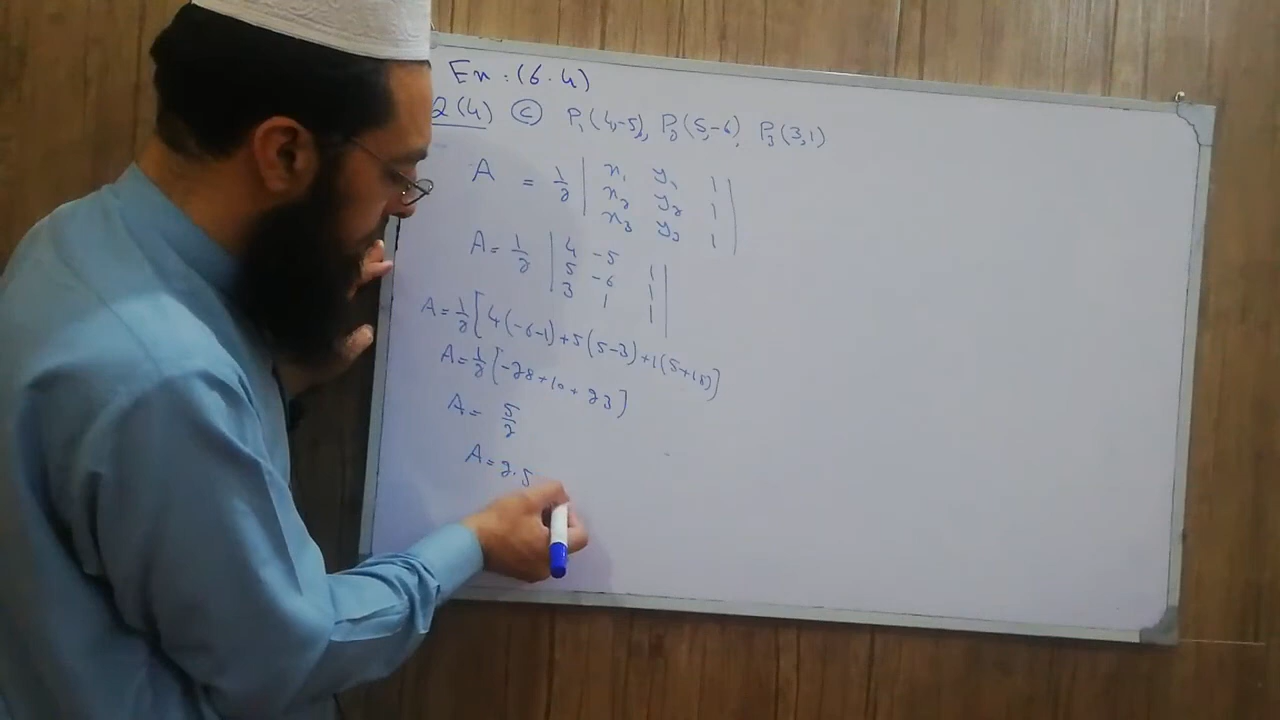 Ex : (6.4)
2(4) (c) P₁(4,-5), P₂(5,-6), P₃(3,1)
A = 1/2 | x₁ y₁ 1 |
x₂ y₂ 1
x₃ y₃ 1
A = 1/2 | 4 -5 1 |
5 -6 1
3 1 1
A = 1/2 [4(-6-1)+5(5-3)+1(5+18)]
A = 1/2 [-28+10+23]
A = 5/2
A = 2.5